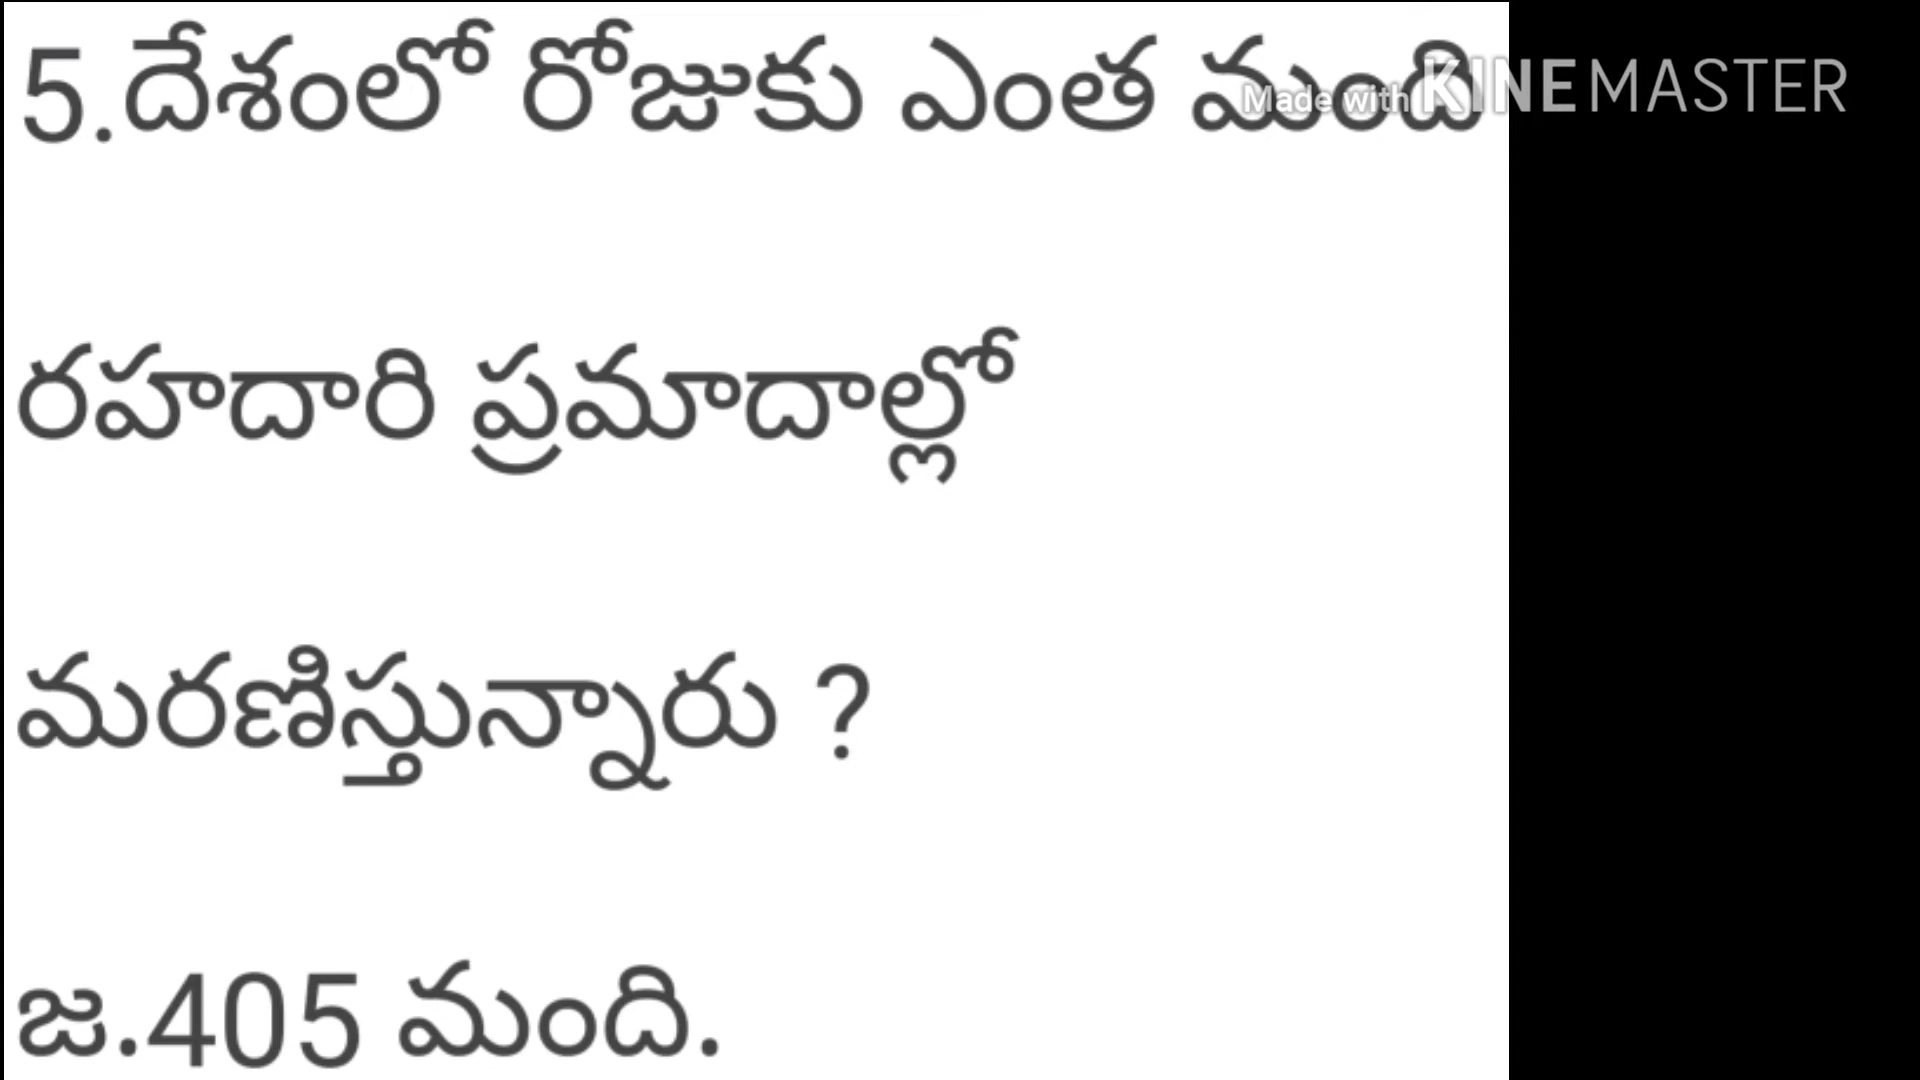 5.దేశంలో రోజుకు ఎంత మంది
Made with KINEMASTER
రహదారి ప్రమాదాల్లో
మరణిస్తున్నారు ?
జ.405 మంది.